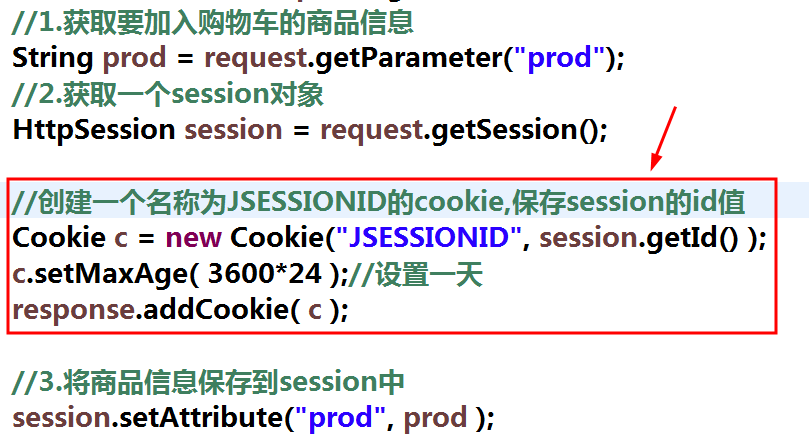 //1.获取要加入购物车的商品信息
String prod = request.getParameter("prod");
//2.获取一个session对象
HttpSession session = request.getSession();
//创建一个名称为JSESSIONID的cookie,保存session的id值
Cookie c = new Cookie("JSESSIONID", session.getId() );
c.setMaxAge( 3600*24 );//设置一天
response.addCookie( c );
//3.将商品信息保存到session中
session.setAttribute("prod", prod );